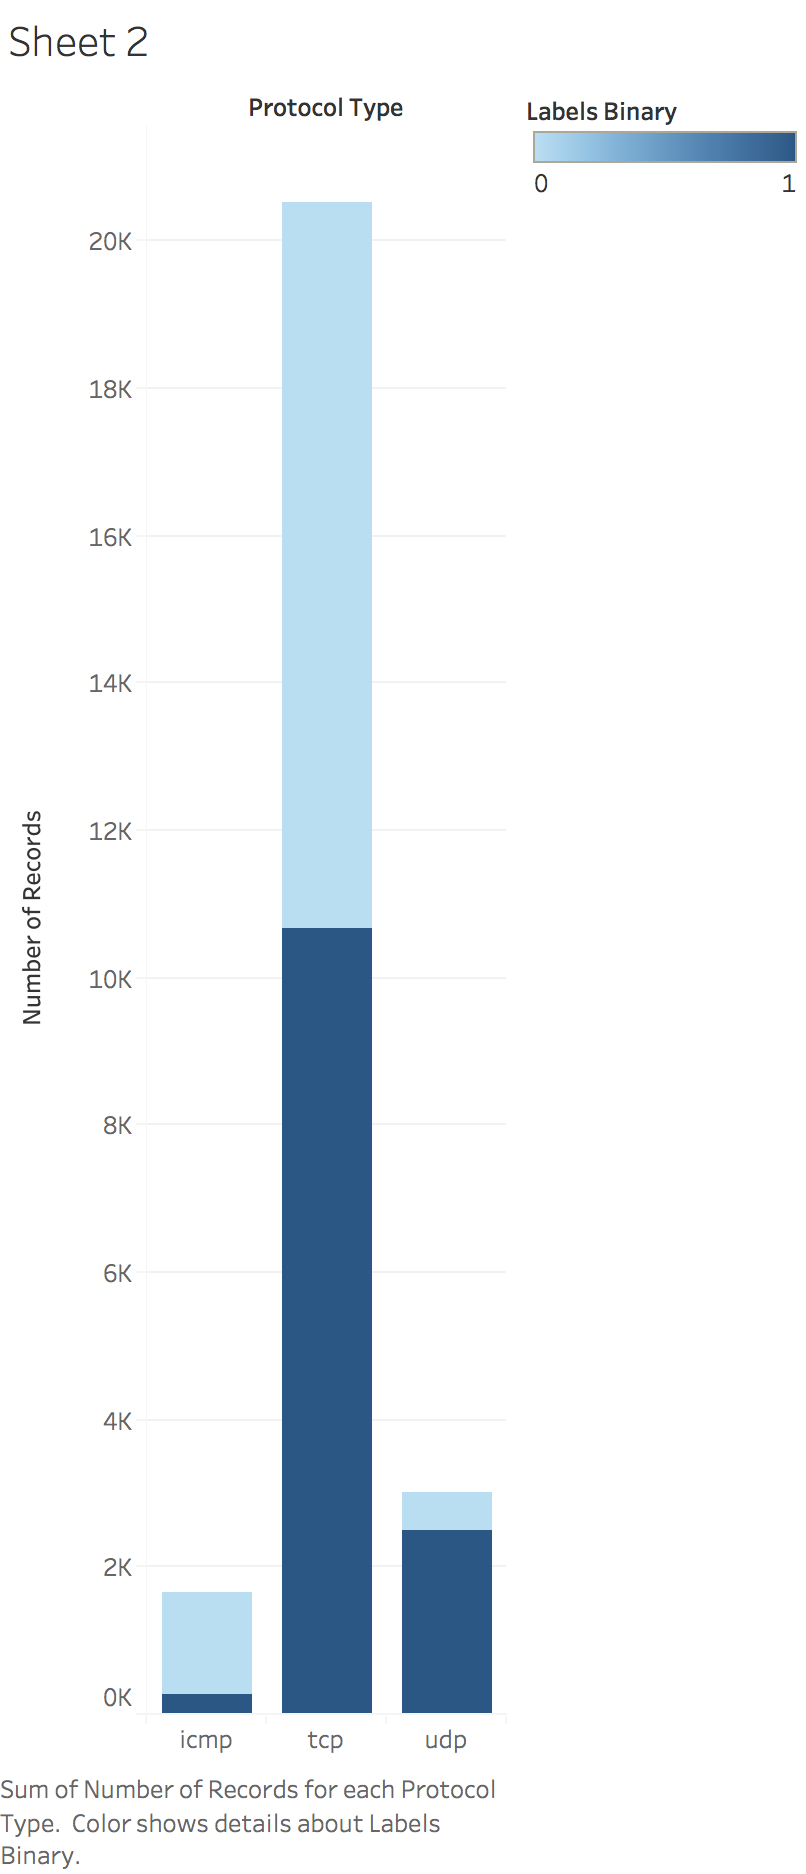 Sheet 2
Protocol Type
Labels Binary
0 1
20K
18K
16K
14K
12K
10K
8K
6K
4K
2K
0K
Number of Records
icmp tcp udp
Sum of Number of Records for each Protocol
Type.  Color shows details about Labels
Binary.